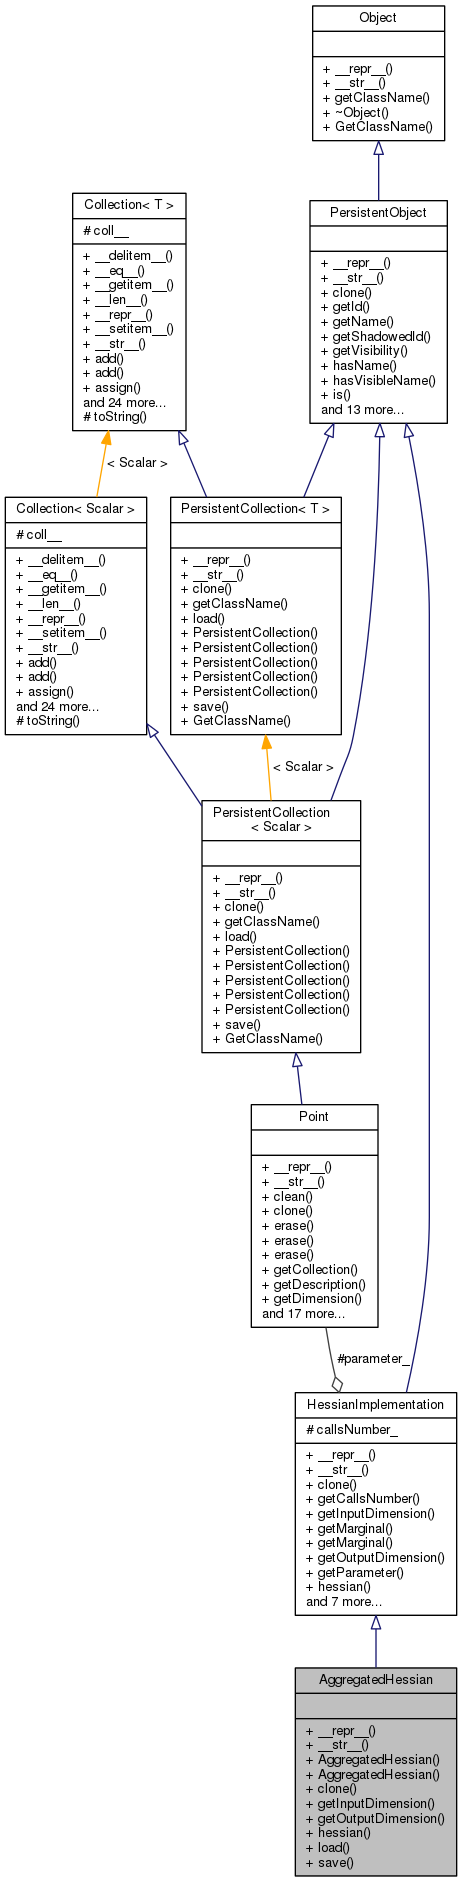 Object
+ __repr__()
+ __str__()
+ getClassName()
+ ~Object()
+ GetClassName()
Collection< T >
# coll__
+ __delitem__()
+ __eq__()
+ __getitem__()
+ __len__()
+ __repr__()
+ __setitem__()
+ __str__()
+ add()
+ add()
+ assign()
and 24 more...
# toString()
PersistentObject
+ __repr__()
+ __str__()
+ clone()
+ getId()
+ getName()
+ getShadowedId()
+ getVisibility()
+ hasName()
+ hasVisibleName()
+ is()
and 13 more...
< Scalar >
Collection< Scalar >
# coll__
+ __delitem__()
+ __eq__()
+ __getitem__()
+ __len__()
+ __repr__()
+ __setitem__()
+ __str__()
+ add()
+ add()
+ assign()
and 24 more...
# toString()
PersistentCollection< T >
+ __repr__()
+ __str__()
+ clone()
+ getClassName()
+ load()
+ PersistentCollection()
+ PersistentCollection()
+ PersistentCollection()
+ PersistentCollection()
+ PersistentCollection()
+ save()
+ GetClassName()
< Scalar >
PersistentCollection
< Scalar >
+ __repr__()
+ __str__()
+ clone()
+ getClassName()
+ load()
+ PersistentCollection()
+ PersistentCollection()
+ PersistentCollection()
+ PersistentCollection()
+ PersistentCollection()
+ save()
+ GetClassName()
Point
+ __repr__()
+ __str__()
+ clean()
+ clone()
+ erase()
+ erase()
+ erase()
+ getCollection()
+ getDescription()
+ getDimension()
and 17 more...
#parameter_
HessianImplementation
# callsNumber_
+ __repr__()
+ __str__()
+ clone()
+ getCallsNumber()
+ getInputDimension()
+ getMarginal()
+ getMarginal()
+ getOutputDimension()
+ getParameter()
+ hessian()
and 7 more...
AggregatedHessian
+ __repr__()
+ __str__()
+ AggregatedHessian()
+ AggregatedHessian()
+ clone()
+ getInputDimension()
+ getOutputDimension()
+ hessian()
+ load()
+ save()